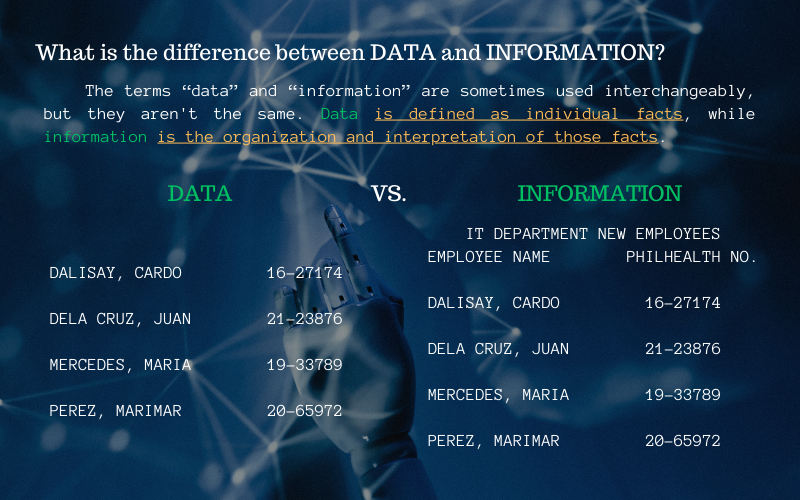 What is the difference between DATA and INFORMATION?
The terms “data” and “information” are sometimes used interchangeably,
but they aren't the same. Data is defined as individual facts, while
information is the organization and interpretation of those facts.
DATA VS. INFORMATION
DALISAY, CARDO 16-27174
DELA CRUZ, JUAN 21-23876
MERCEDES, MARIA 19-33789
PEREZ, MARIMAR 20-65972
IT DEPARTMENT NEW EMPLOYEES
EMPLOYEE NAME PHILHEALTH NO.
DALISAY, CARDO 16-27174
DELA CRUZ, JUAN 21-23876
MERCEDES, MARIA 19-33789
PEREZ, MARIMAR 20-65972